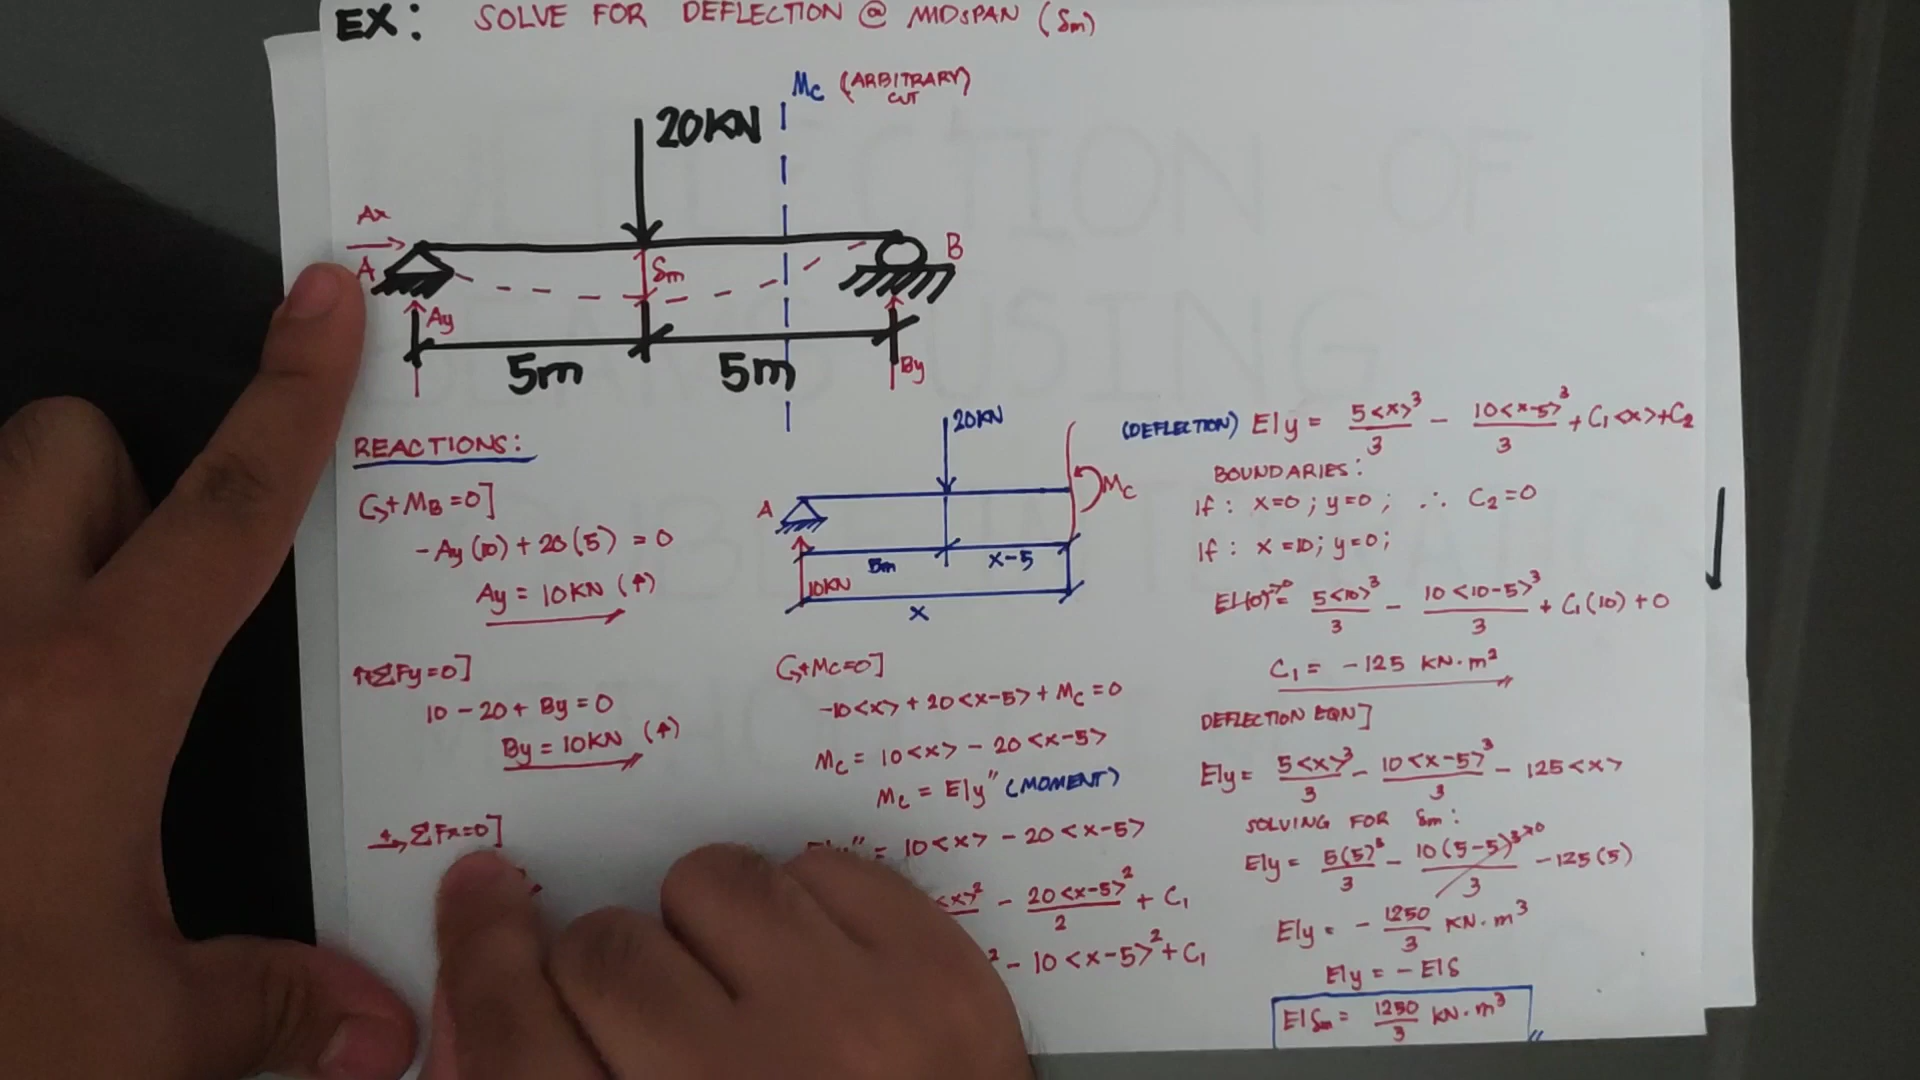 EX: SOLVE FOR DEFLECTION @ MIDSPAN (δm)
Mc (ARBITRARY)
CUT
20KN
Ax
A
δm
B
Ay
5m
5m
By
REACTIONS:
↻+MB=0]
-Ay(10)+20(5)=0
Ay=10KN (↑)
↑+ΣFy=0]
10-20+By=0
By=10KN (↑)
+→ΣFx=0]
20KN
A
Mc
5m
x-5
10KN
x
↻+Mc=0]
-10<x>+20<x-5>+Mc=0
Mc=10<x>-20<x-5>
Mc=EIy" (MOMENT)
EIy"=10<x>-20<x-5>
<x>²-20<x-5>²/2+C₁
²-10<x-5>²+C₁
(DEFLECTION) EIy=5<x>³/3-10<x-5>³/3+C₁<x>+C₂
BOUNDARIES:
If: x=0; y=0; ∴ C₂=0
If: x=10; y=0;
EI(0)→0=5<10>³/3-10<10-5>³/3+C₁(10)+0
C₁=-125 KN·m²
DEFLECTION EQN]
EIy=5<x>³/3-10<x-5>³/3-125<x>
SOLVING FOR δm:
EIy=5(5)³/3-10(5-5)³→0/3-125(5)
EIy=-1250/3 KN·m³
EIy=-EIδ
EIδm=1250/3 KN·m³